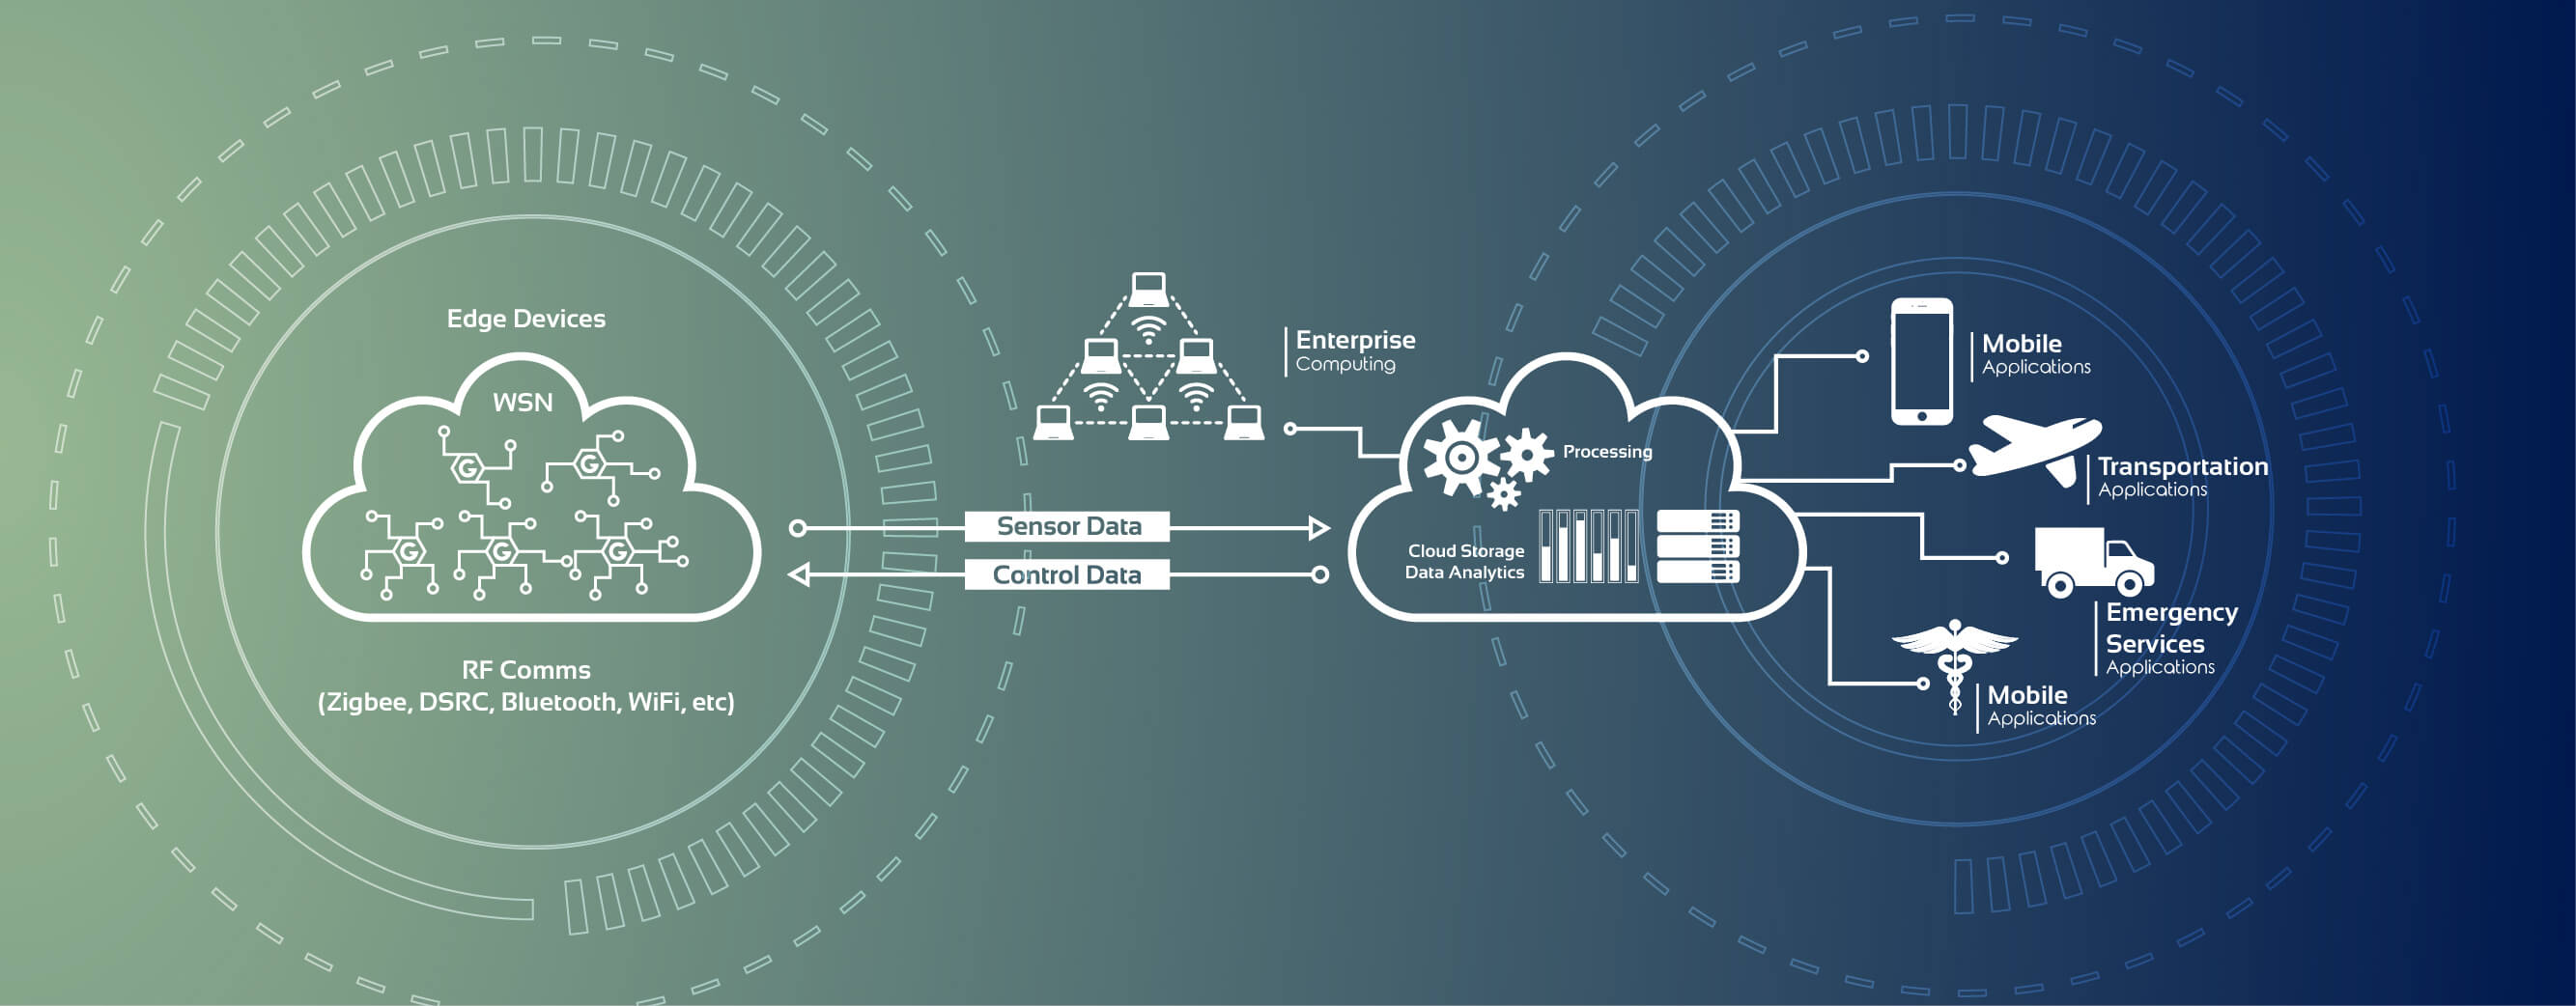 Edge Devices
WSN
G
G
G
G
G
RF Comms
(Zigbee, DSRC, Bluetooth, WiFi, etc)
Sensor Data
Control Data
Enterprise
Computing
Processing
Cloud Storage
Data Analytics
Mobile
Applications
Transportation
Applications
Emergency
Services
Applications
Mobile
Applications